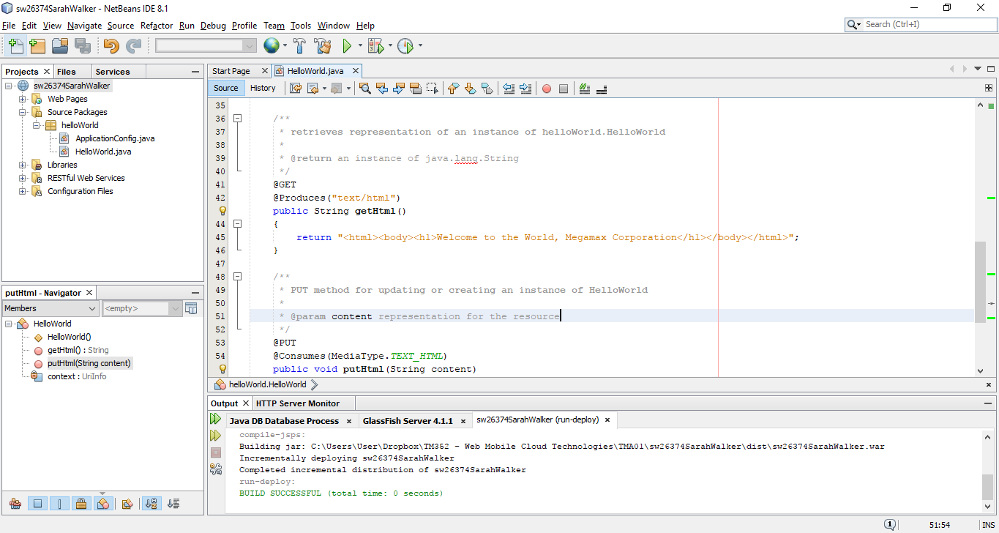 sw26374SarahWalker - NetBeans IDE 8.1
File Edit View Navigate Source Refactor Run Debug Profile Team Tools Window Help
Search (Ctrl+I)
Projects Files Services
sw26374SarahWalker
Web Pages
Source Packages
helloWorld
ApplicationConfig.java
HelloWorld.java
Libraries
RESTful Web Services
Configuration Files
putHtml - Navigator
Members <empty>
HelloWorld
HelloWorld()
getHtml() : String
putHtml(String content)
context : UriInfo
Start Page HelloWorld.java
Source History
35
36 /**
37 * retrieves representation of an instance of helloWorld.HelloWorld
38 *
39 * @return an instance of java.lang.String
40 */
41 @GET
42 @Produces("text/html")
public String getHtml()
44 {
45 return "<html><body><h1>Welcome to the World, Megamax Corporation</h1></body></html>";
46 }
47
48 /**
49 * PUT method for updating or creating an instance of HelloWorld
50 *
51 * @param content representation for the resource
52 */
53 @PUT
54 @Consumes(MediaType.TEXT_HTML)
public void putHtml(String content)
helloWorld.HelloWorld
Output HTTP Server Monitor
Java DB Database Process GlassFish Server 4.1.1 sw26374SarahWalker (run-deploy)
compile-jsps:
Building jar: C:\Users\User\Dropbox\TM352 - Web Mobile Cloud Technologies\TMA01\sw26374SarahWalker\dist\sw26374SarahWalker.war
Incrementally deploying sw26374SarahWalker
Completed incremental distribution of sw26374SarahWalker
run-deploy:
BUILD SUCCESSFUL (total time: 0 seconds)
1 51:54 INS